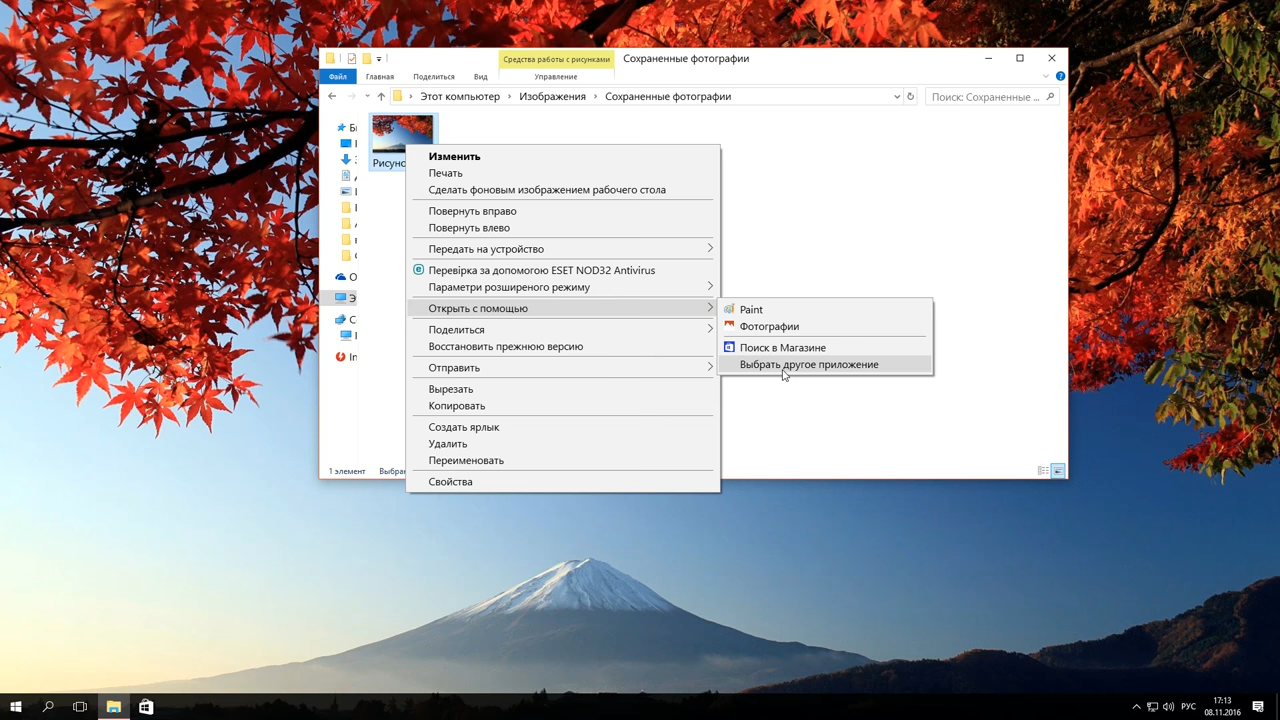 Средства работы с рисунками
Сохраненные фотографии
Файл
Главная
Поделиться
Вид
Управление
Этот компьютер
Изображения
Сохраненные фотографии
Поиск: Сохраненные ...
Изменить
Печать
Сделать фоновым изображением рабочего стола
Повернуть вправо
Повернуть влево
Передать на устройство
Перевірка за допомогою ESET NOD32 Antivirus
Параметри розширеного режиму
Открыть с помощью
Поделиться
Восстановить прежнюю версию
Отправить
Вырезать
Копировать
Создать ярлык
Удалить
Переименовать
Свойства
Paint
Фотографии
Поиск в Магазине
Выбрать другое приложение
1 элемент
РУС
17:13
08.11.2016